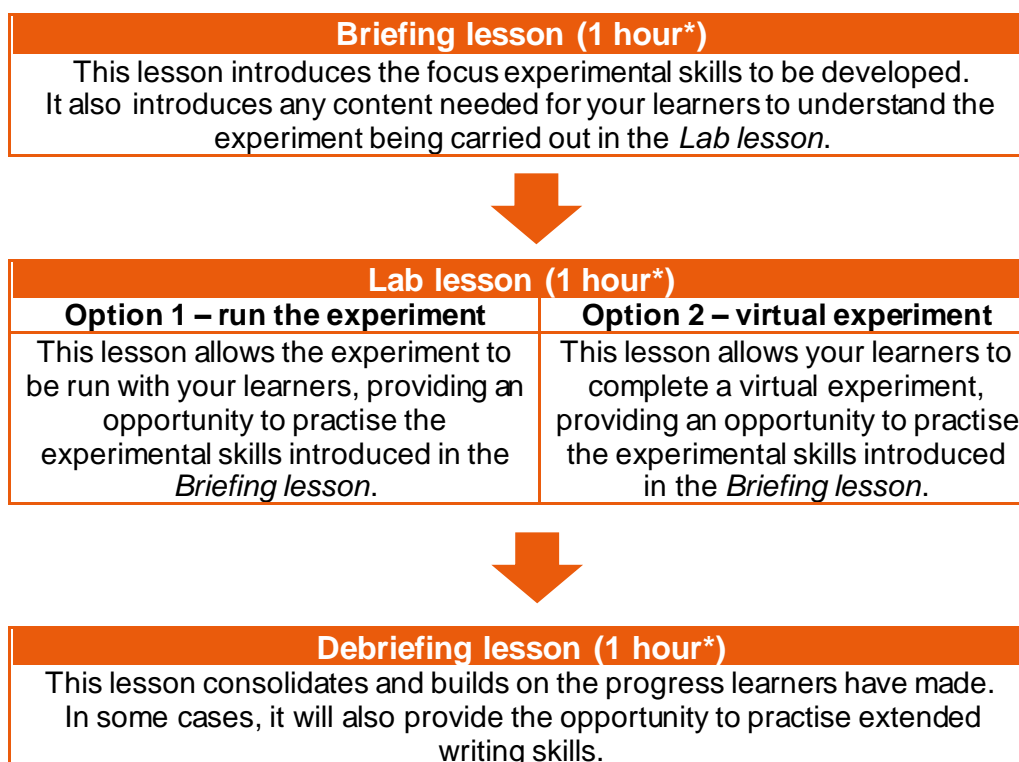 Briefing lesson (1 hour*)
This lesson introduces the focus experimental skills to be developed.
It also introduces any content needed for your learners to understand the
experiment being carried out in the Lab lesson.
Lab lesson (1 hour*)
Option 1 – run the experiment
This lesson allows the experiment to
be run with your learners, providing an
opportunity to practise the
experimental skills introduced in the
Briefing lesson.
Option 2 – virtual experiment
This lesson allows your learners to
complete a virtual experiment,
providing an opportunity to practise
the experimental skills introduced
in the Briefing lesson.
Debriefing lesson (1 hour*)
This lesson consolidates and builds on the progress learners have made.
In some cases, it will also provide the opportunity to practise extended
writing skills.